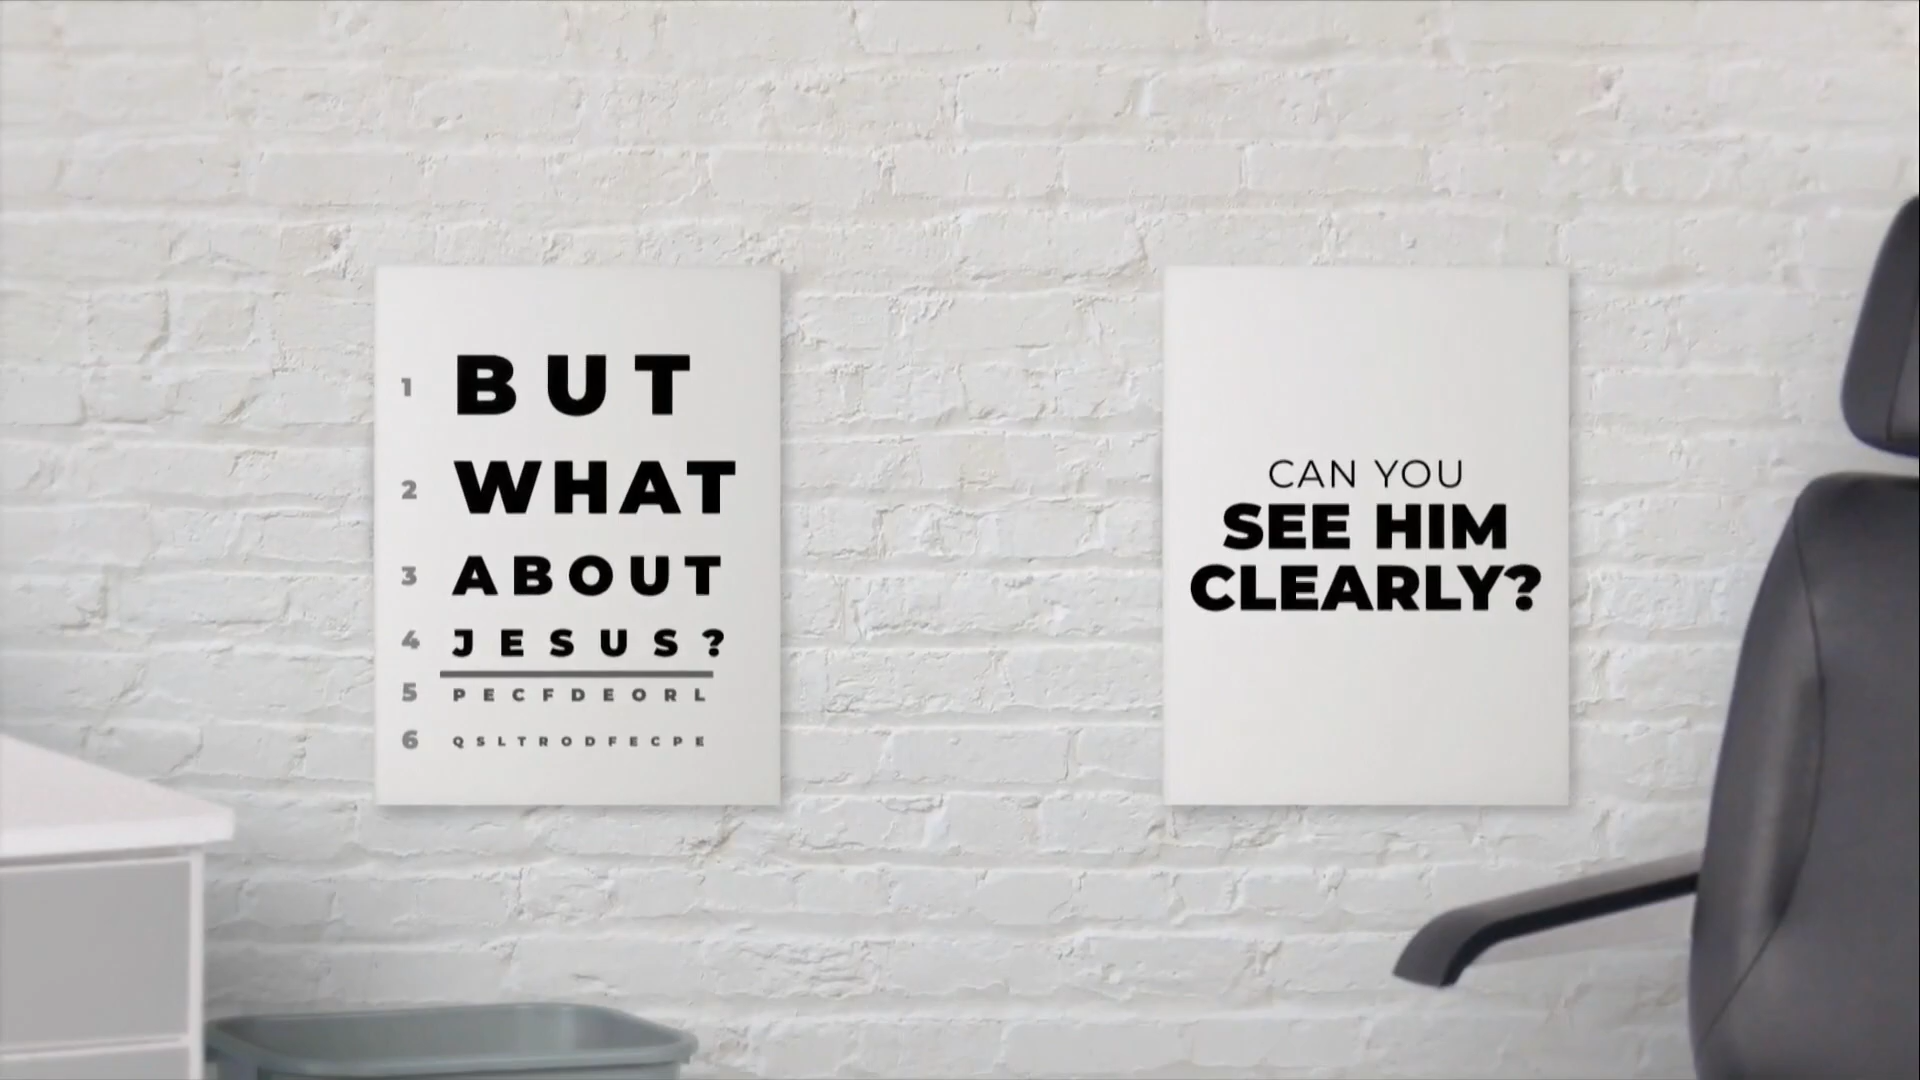 1 BUT
2 WHAT
3 ABOUT
4 JESUS?
5 PECFDEORL
6 QSLTRODFECPE
CAN YOU
SEE HIM
CLEARLY?